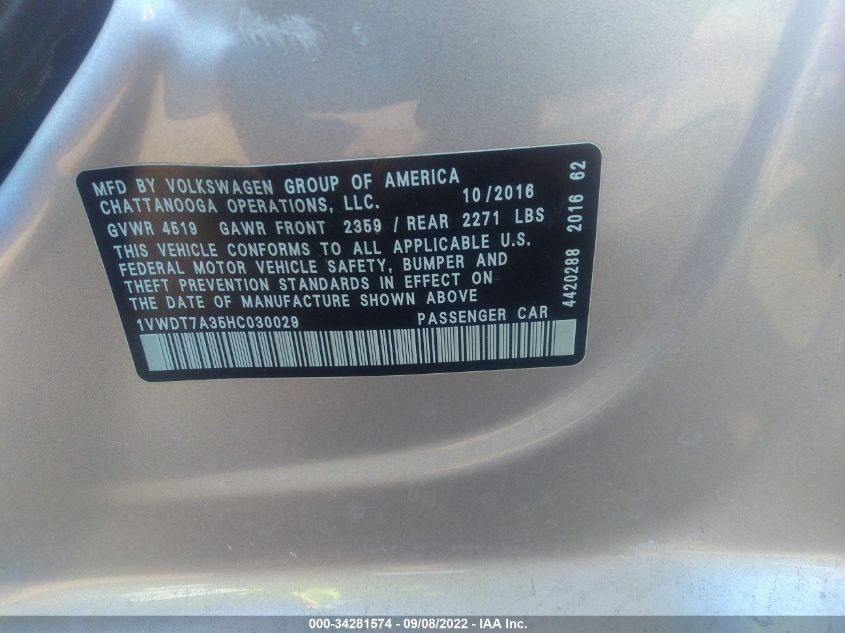 MFD BY VOLKSWAGEN GROUP OF AMERICA
CHATTANOOGA OPERATIONS, LLC. 10/2016
GVWR 4519 GAWR FRONT 2359 / REAR 2271 LBS
THIS VEHICLE CONFORMS TO ALL APPLICABLE U.S.
FEDERAL MOTOR VEHICLE SAFETY, BUMPER AND
THEFT PREVENTION STANDARDS IN EFFECT ON
THE DATE OF MANUFACTURE SHOWN ABOVE
1VWDT7A35HC030029 PASSENGER CAR
4420288 2016 62
000-34281574 - 09/08/2022 - IAA Inc.